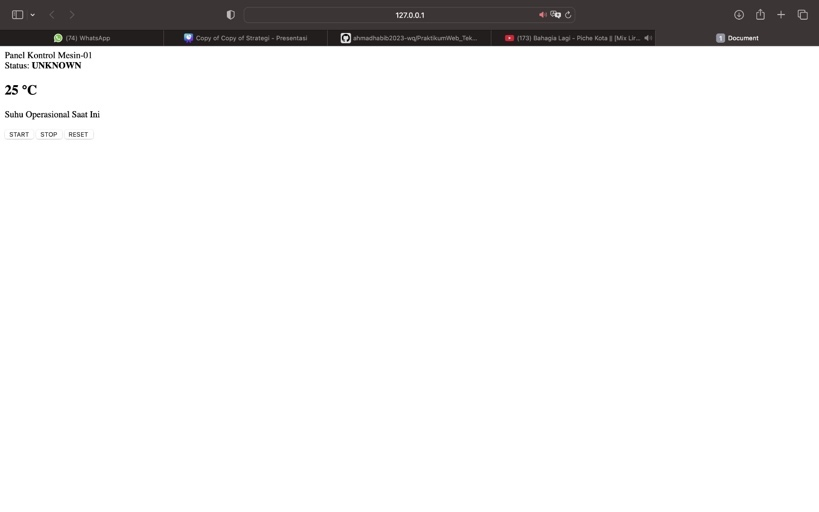 127.0.0.1
(74) WhatsApp
Copy of Copy of Strategi - Presentasi
ahmadhabib2023-wq/PraktikumWeb_Tek...
(173) Bahagia Lagi - Piche Kota || [Mix Lir...
1 Document
Panel Kontrol Mesin-01
Status: UNKNOWN
25 °C
Suhu Operasional Saat Ini
START STOP RESET